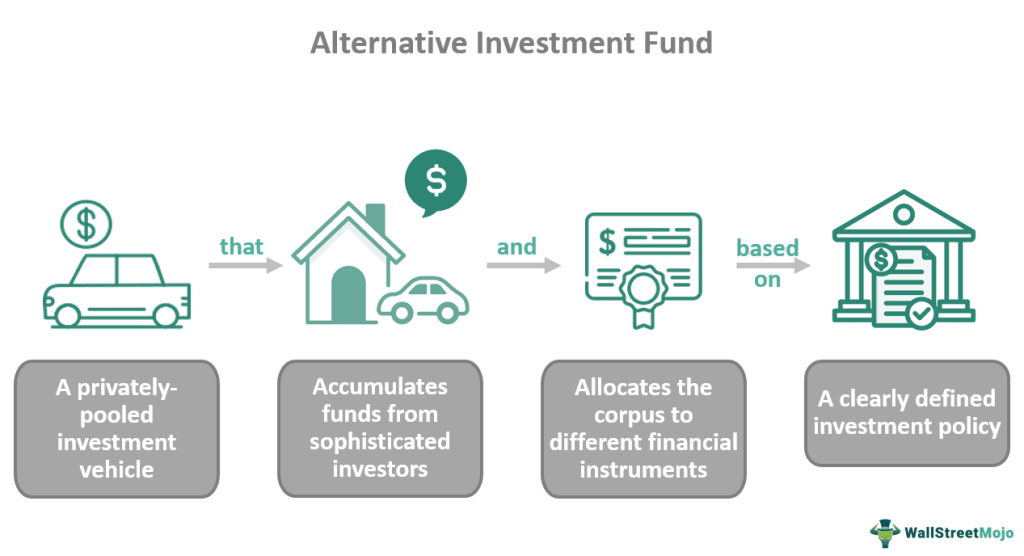 Alternative Investment Fund
$
that
$
and
$
based
on
$
A privately-
pooled
investment
vehicle
Accumulates
funds from
sophisticated
investors
Allocates the
corpus to
different financial
instruments
A clearly defined
investment policy
WallStreetMojo